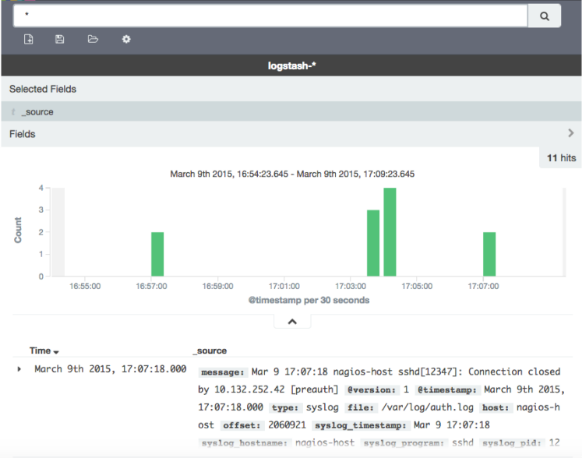 *
logstash-*
Selected Fields
t _source
Fields
11 hits
March 9th 2015, 16:54:23.645 - March 9th 2015, 17:09:23.645
Count
4
3
2
1
0
16:55:00 16:57:00 16:59:00 17:01:00 17:03:00 17:05:00 17:07:00
@timestamp per 30 seconds
Time _source
March 9th 2015, 17:07:18.000 message: Mar 9 17:07:18 nagios-host sshd[12347]: Connection closed
by 10.132.252.42 [preauth] @version: 1 @timestamp: March 9th 2015,
17:07:18.000 type: syslog file: /var/log/auth.log host: nagios-h
ost offset: 2060921 syslog_timestamp: Mar 9 17:07:18
syslog_hostname: nagios-host syslog_program: sshd syslog_pid: 12